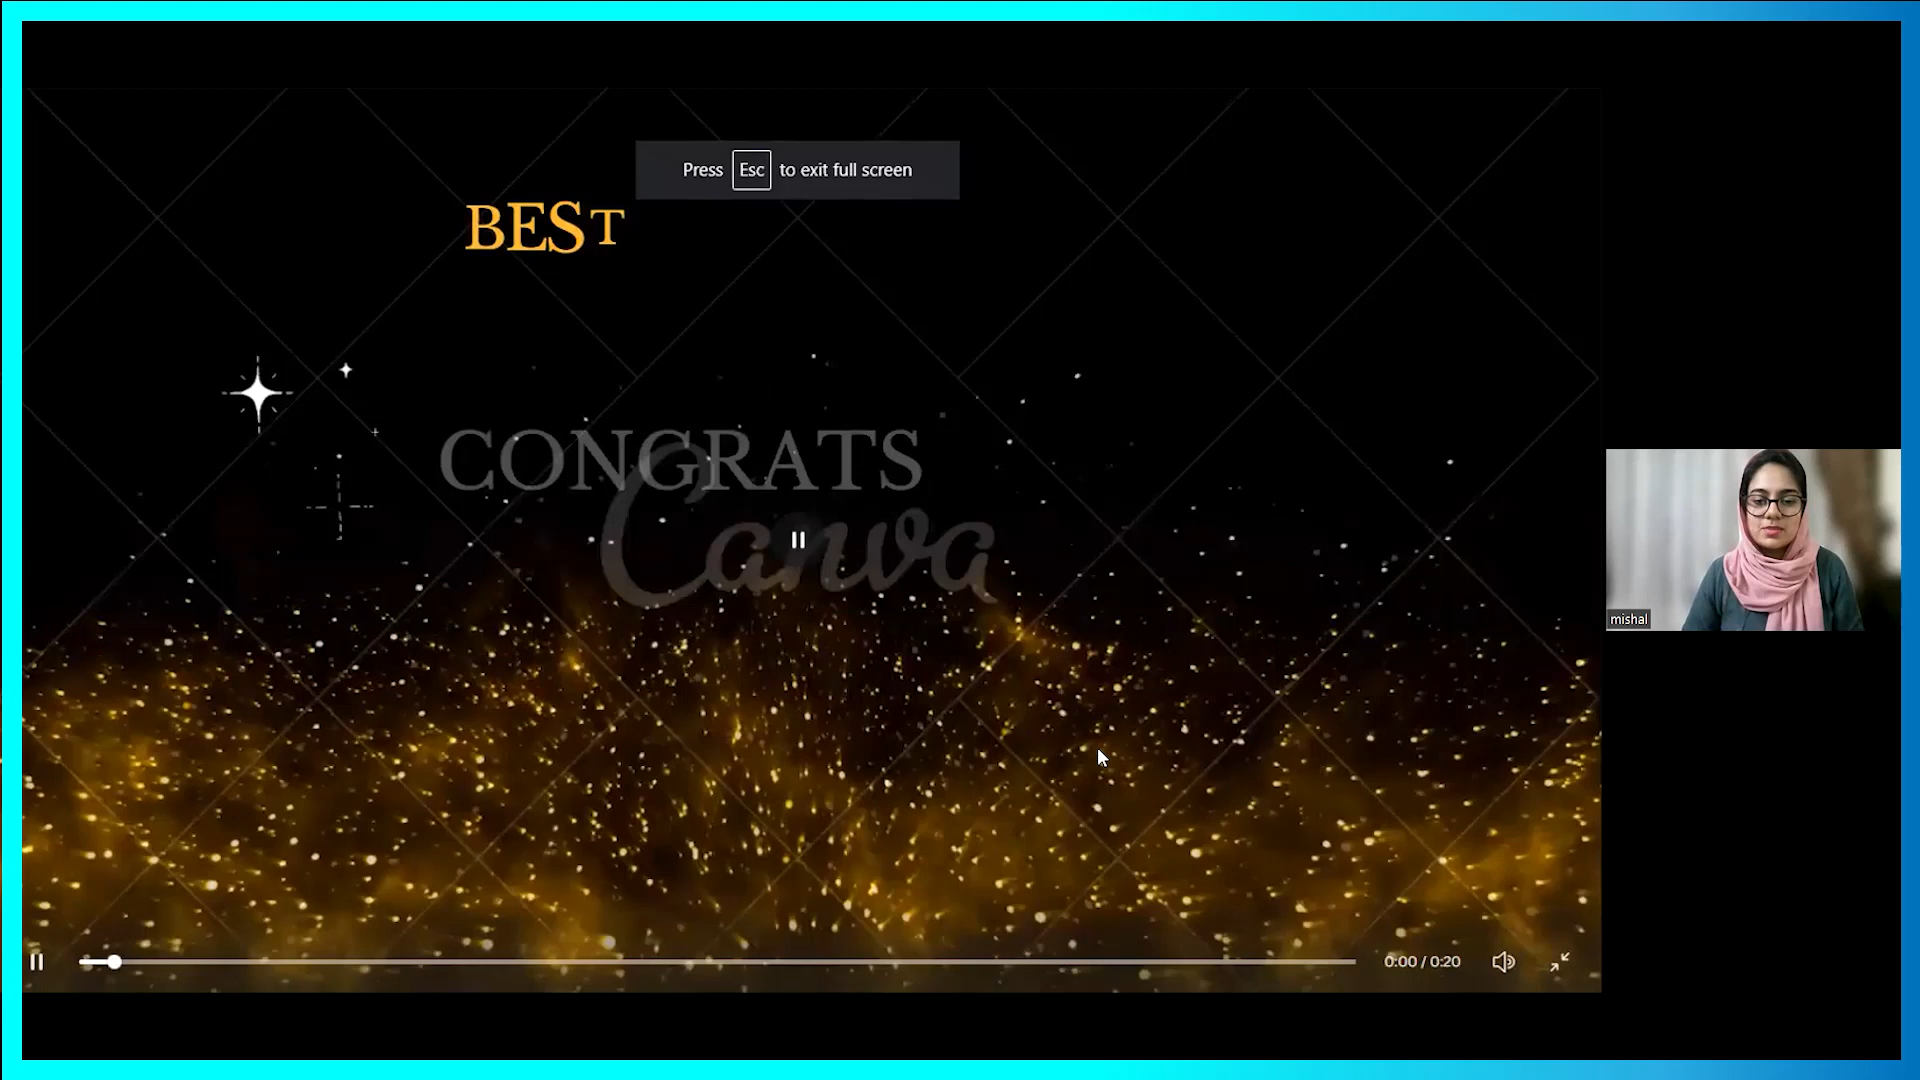 Press Esc to exit full screen
BEST
CONGRATS
Canva
mishal
0:00 / 0:20